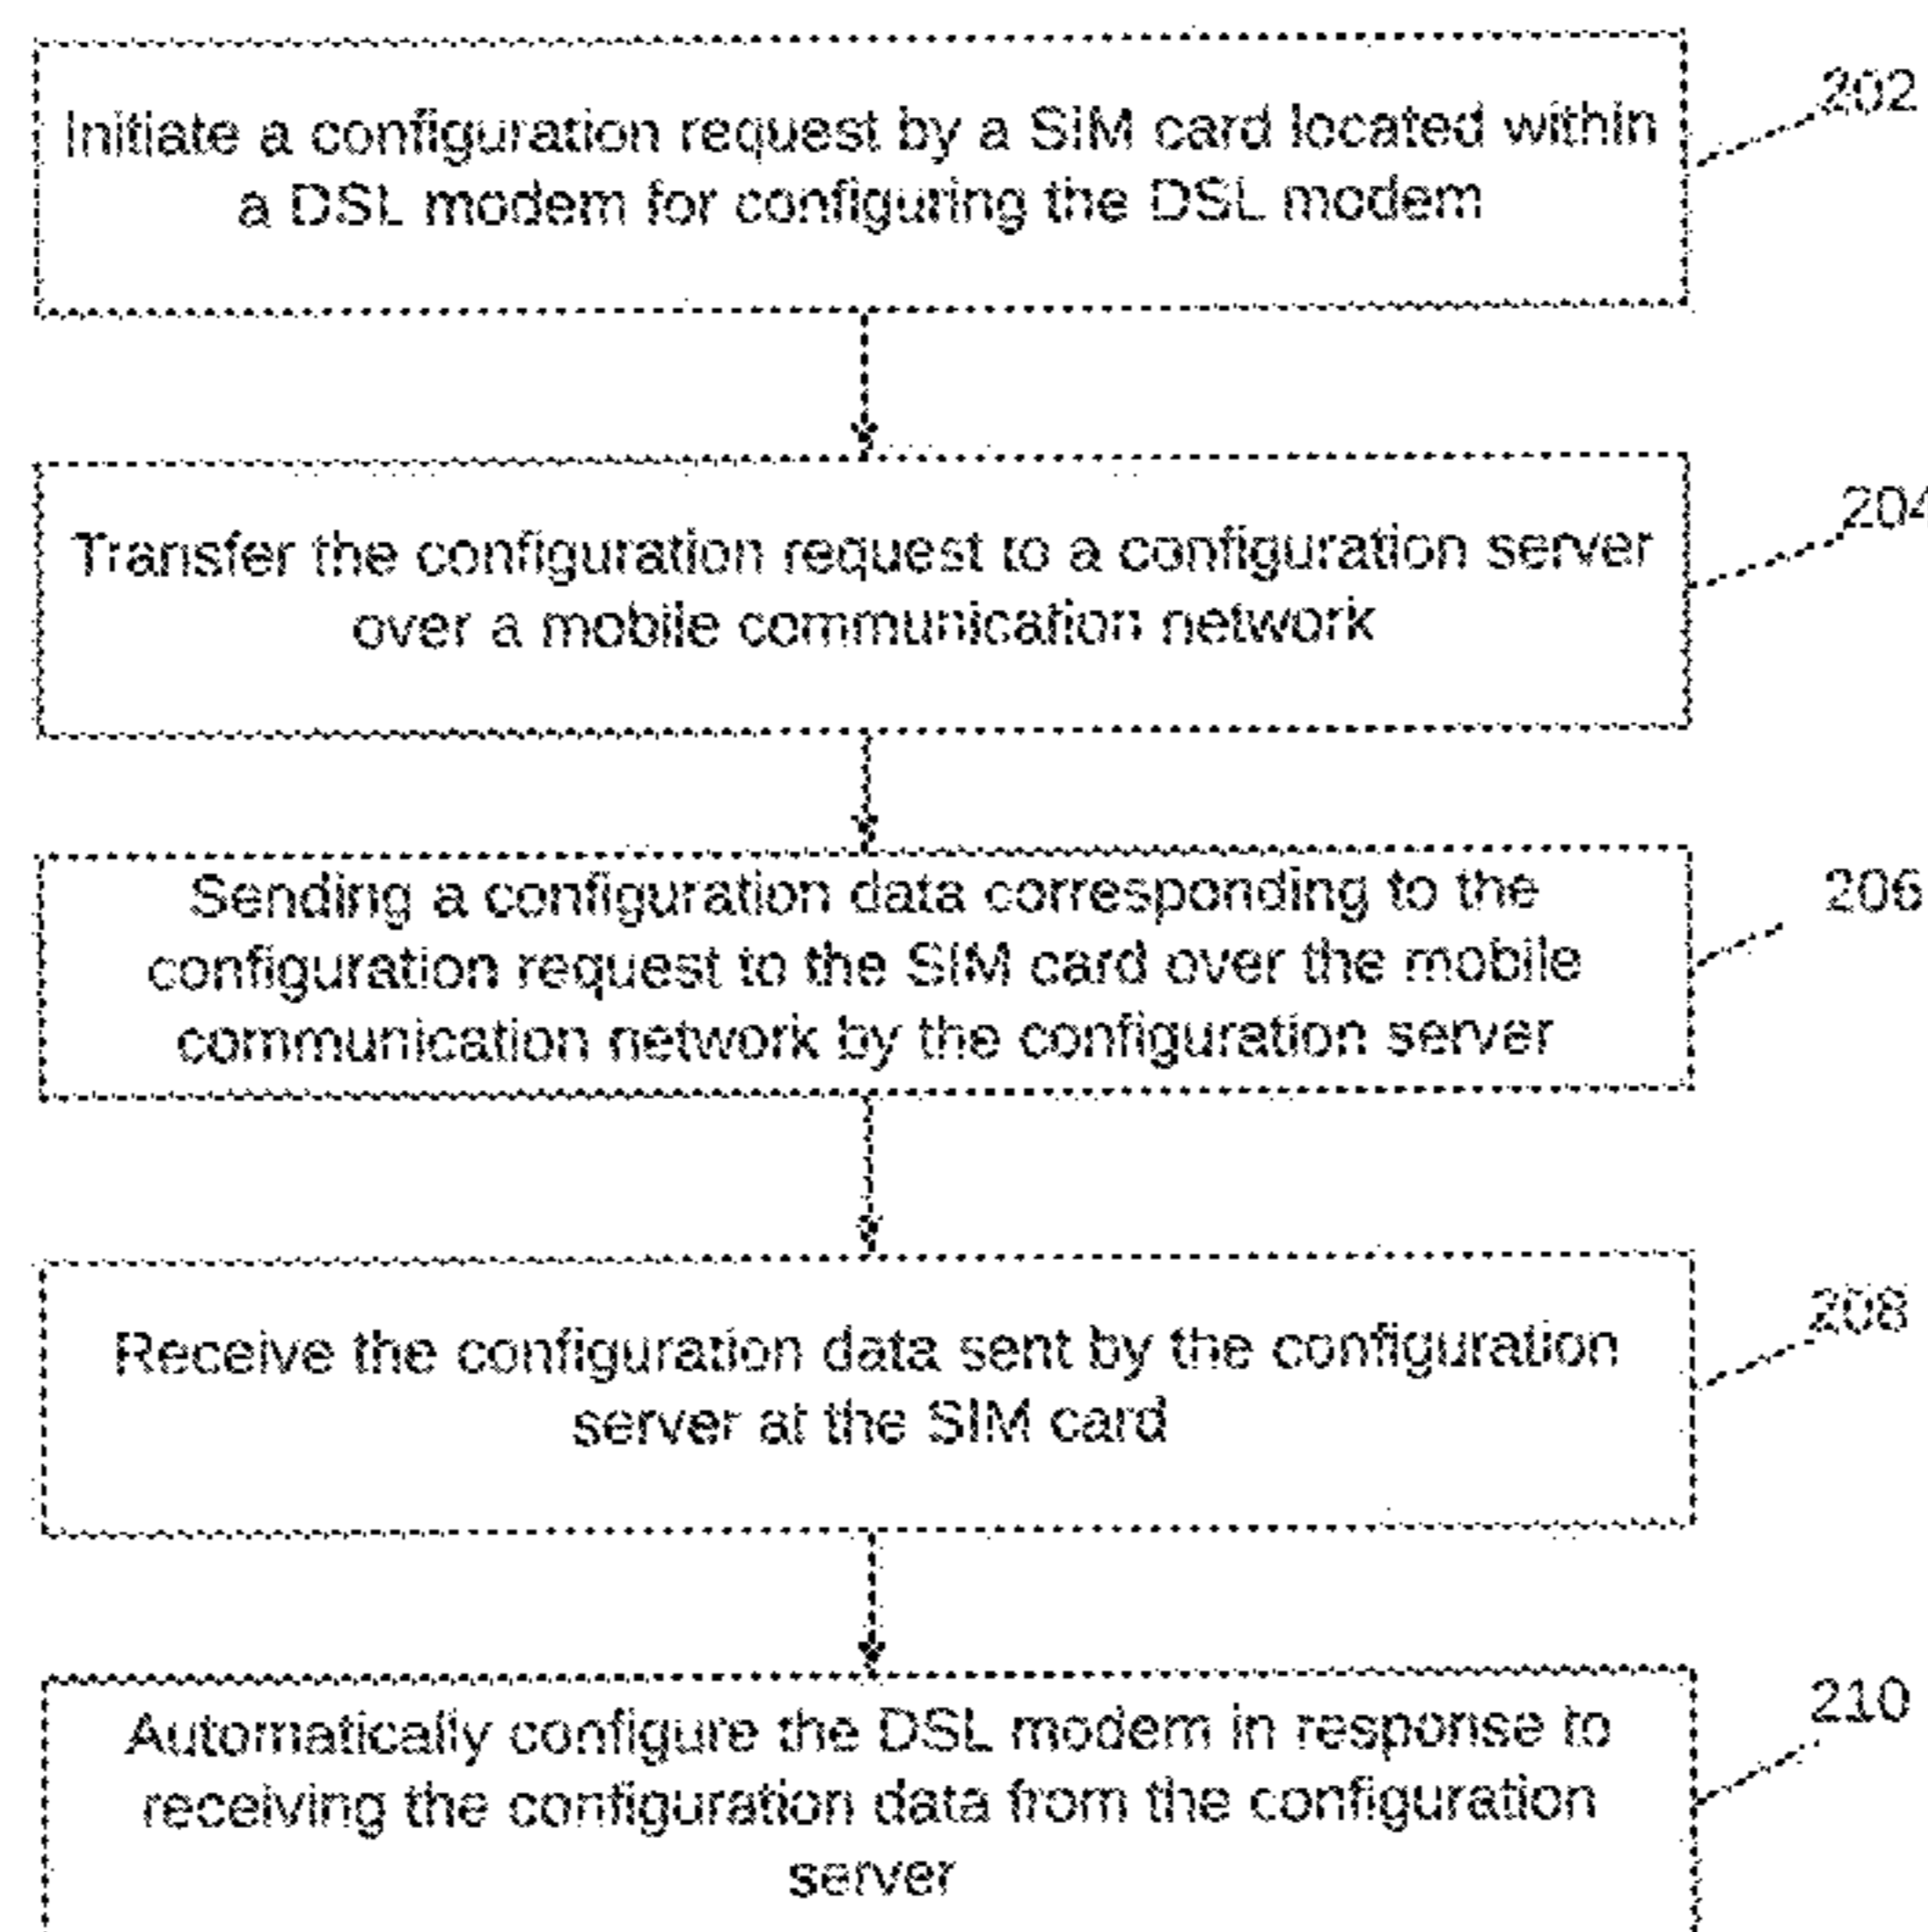 Initiate a configuration request by a SIM card located within
a DSL modem for configuring the DSL modem
202
Transfer the configuration request to a configuration server
over a mobile communication network
204
Sending a configuration data corresponding to the
configuration request to the SIM card over the mobile
communication network by the configuration server
206
Receive the configuration data sent by the configuration
server at the SIM card
208
Automatically configure the DSL modem in response to
receiving the configuration data from the configuration
server
210